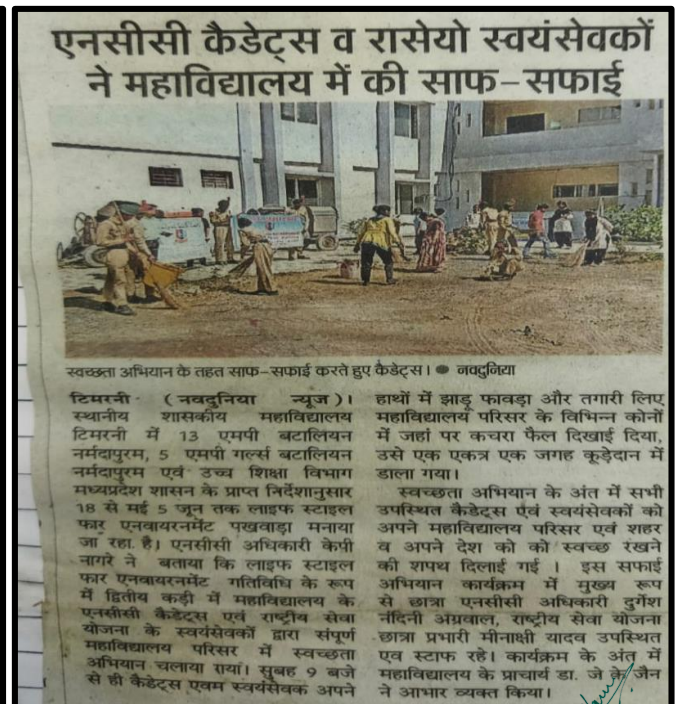 एनसीसी कैडेट्स व रासेयो स्वयंसेवकों
ने महाविद्यालय में की साफ-सफाई
स्वच्छता अभियान के तहत साफ-सफाई करते हुए कैडेट्स। ● नवदुनिया
टिमरनी (नवदुनिया न्यूज)।
स्थानीय शासकीय महाविद्यालय
टिमरनी में 13 एमपी बटालियन
नर्मदापुरम, 5 एमपी गर्ल्स बटालियन
नर्मदापुरम एवं उच्च शिक्षा विभाग
मध्यप्रदेश शासन के प्राप्त निर्देशानुसार
18 से मई 5 जून तक लाइफ स्टाइल
फार एनवायरनमेंट पखवाड़ा मनाया
जा रहा है। एनसीसी अधिकारी केपी
नागरे ने बताया कि लाइफ स्टाइल
फार एनवायरनमेंट गतिविधि के रूप
में द्वितीय कड़ी में महाविद्यालय के
एनसीसी कैडेट्स एवं राष्ट्रीय सेवा
योजना के स्वयंसेवकों द्वारा संपूर्ण
महाविद्यालय परिसर में स्वच्छता
अभियान चलाया गया। सुबह 9 बजे
से ही कैडेट्स एवम स्वयंसेवक अपने
हाथों में झाड़ू फावड़ा और तगारी लिए
महाविद्यालय परिसर के विभिन्न कोनों
में जहां पर कचरा फैल दिखाई दिया,
उसे एक एकत्र एक जगह कूड़ेदान में
डाला गया।
स्वच्छता अभियान के अंत में सभी
उपस्थित कैडेट्स एवं स्वयंसेवकों को
अपने महाविद्यालय परिसर एवं शहर
व अपने देश को को स्वच्छ रखने
की शपथ दिलाई गई । इस सफाई
अभियान कार्यक्रम में मुख्य रूप
से छात्रा एनसीसी अधिकारी दुर्गेश
नंदिनी अग्रवाल, राष्ट्रीय सेवा योजना
छात्रा प्रभारी मीनाक्षी यादव उपस्थित
एव स्टाफ रहे। कार्यक्रम के अंत में
महाविद्यालय के प्राचार्य डा. जे के जैन
ने आभार व्यक्त किया।